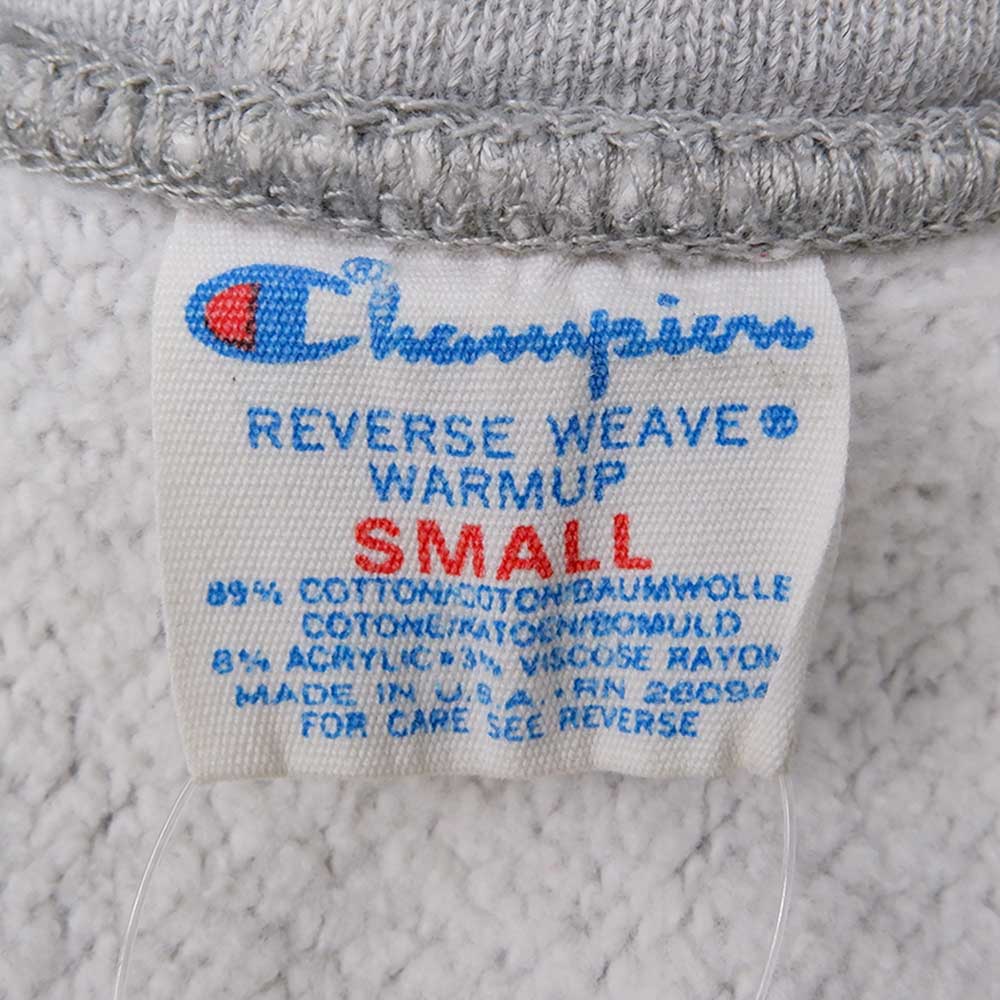 Champion®
REVERSE WEAVE®
WARMUP
SMALL
89% COTTON/COTON/BAUMWOLLE
COTONE/KATOEN/BOMULD
8% ACRYLIC • 3% VISCOSE RAYON
MADE IN U.S.A. • RN 26094
FOR CARE SEE REVERSE